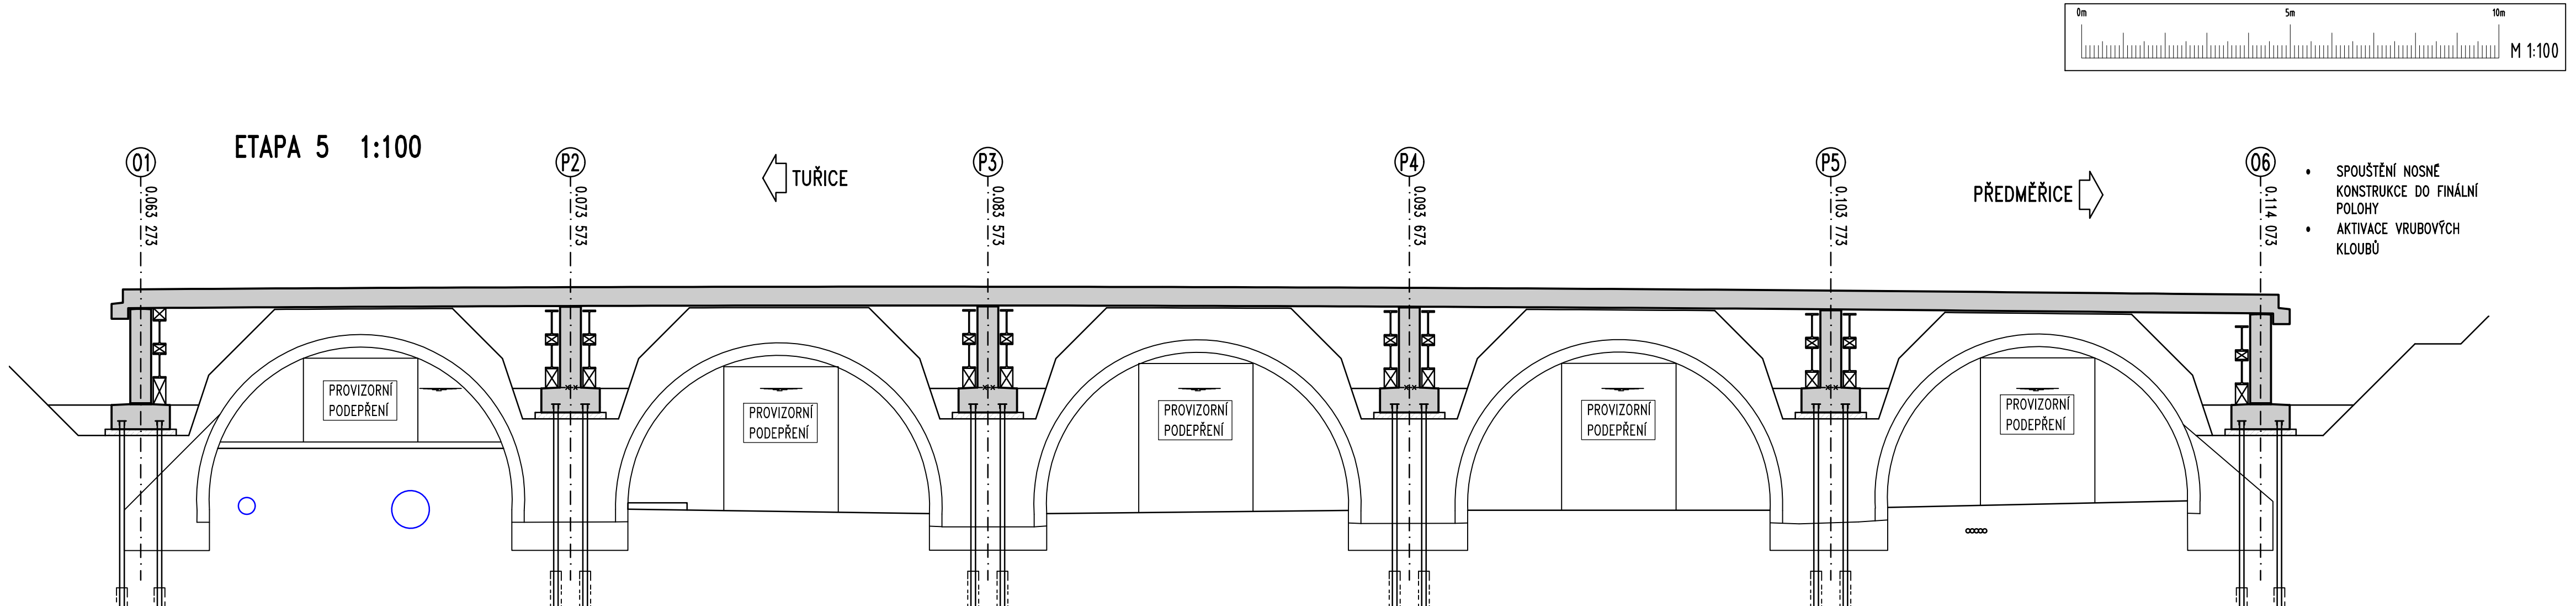 0m 5m 10m
M 1:100
ETAPA 5 1:100
O1
0.063 273
P2
0.073 573
TUŘICE
P3
0.083 573
P4
0.093 673
P5
0.103 773
PŘEDMĚŘICE
O6
0.114 073
• SPOUŠTĚNÍ NOSNÉ
KONSTRUKCE DO FINÁLNÍ
POLOHY
• AKTIVACE VRUBOVÝCH
KLOUBŮ
PROVIZORNÍ
PODEPŘENÍ
PROVIZORNÍ
PODEPŘENÍ
PROVIZORNÍ
PODEPŘENÍ
PROVIZORNÍ
PODEPŘENÍ
PROVIZORNÍ
PODEPŘENÍ